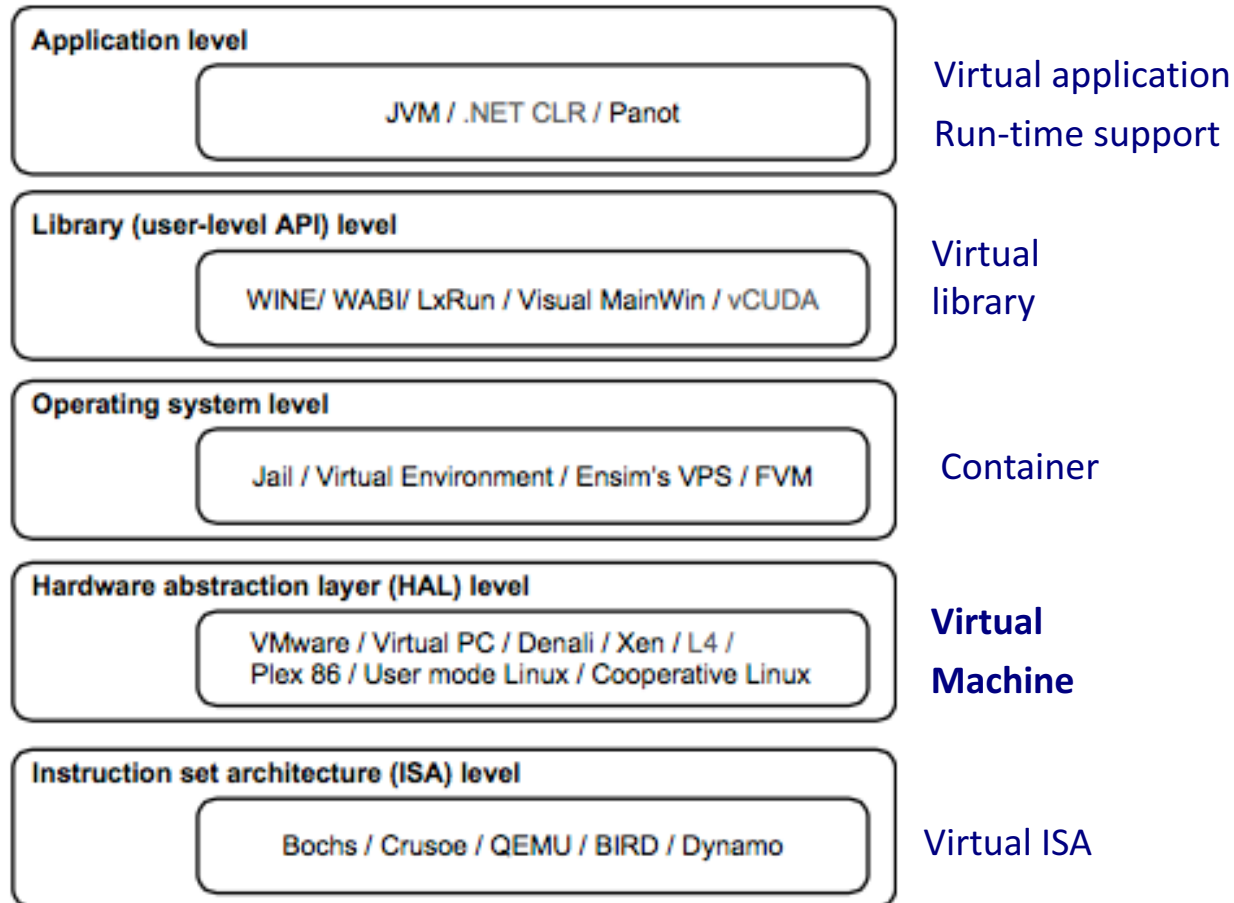 Application level
JVM / .NET CLR / Panot
Virtual application
Run-time support
Library (user-level API) level
WINE/ WABI/ LxRun / Visual MainWin / vCUDA
Virtual
library
Operating system level
Jail / Virtual Environment / Ensim's VPS / FVM
Container
Hardware abstraction layer (HAL) level
VMware / Virtual PC / Denali / Xen / L4 /
Plex 86 / User mode Linux / Cooperative Linux
Virtual
Machine
Instruction set architecture (ISA) level
Bochs / Crusoe / QEMU / BIRD / Dynamo
Virtual ISA